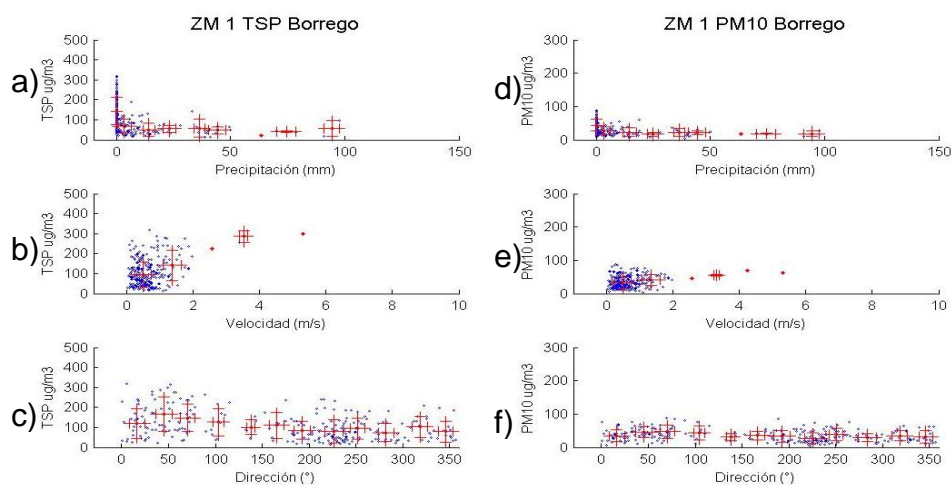 ZM 1 TSP Borrego
a)
TSP ug/m3
500
400
300
200
100
0
0 50 100 150
Precipitación (mm)
b)
TSP ug/m3
500
400
300
200
100
0
0 2 4 6 8 10
Velocidad (m/s)
c)
TSP ug/m3
500
400
300
200
100
0
0 50 100 150 200 250 300 350
Dirección (°)
ZM 1 PM10 Borrego
d)
PM10 ug/m3
300
200
100
0
0 50 100 150
Precipitación (mm)
e)
PM10 ug/m3
300
200
100
0
0 2 4 6 8 10
Velocidad (m/s)
f)
PM10 ug/m3
300
200
100
0
0 50 100 150 200 250 300 350
Dirección (°)